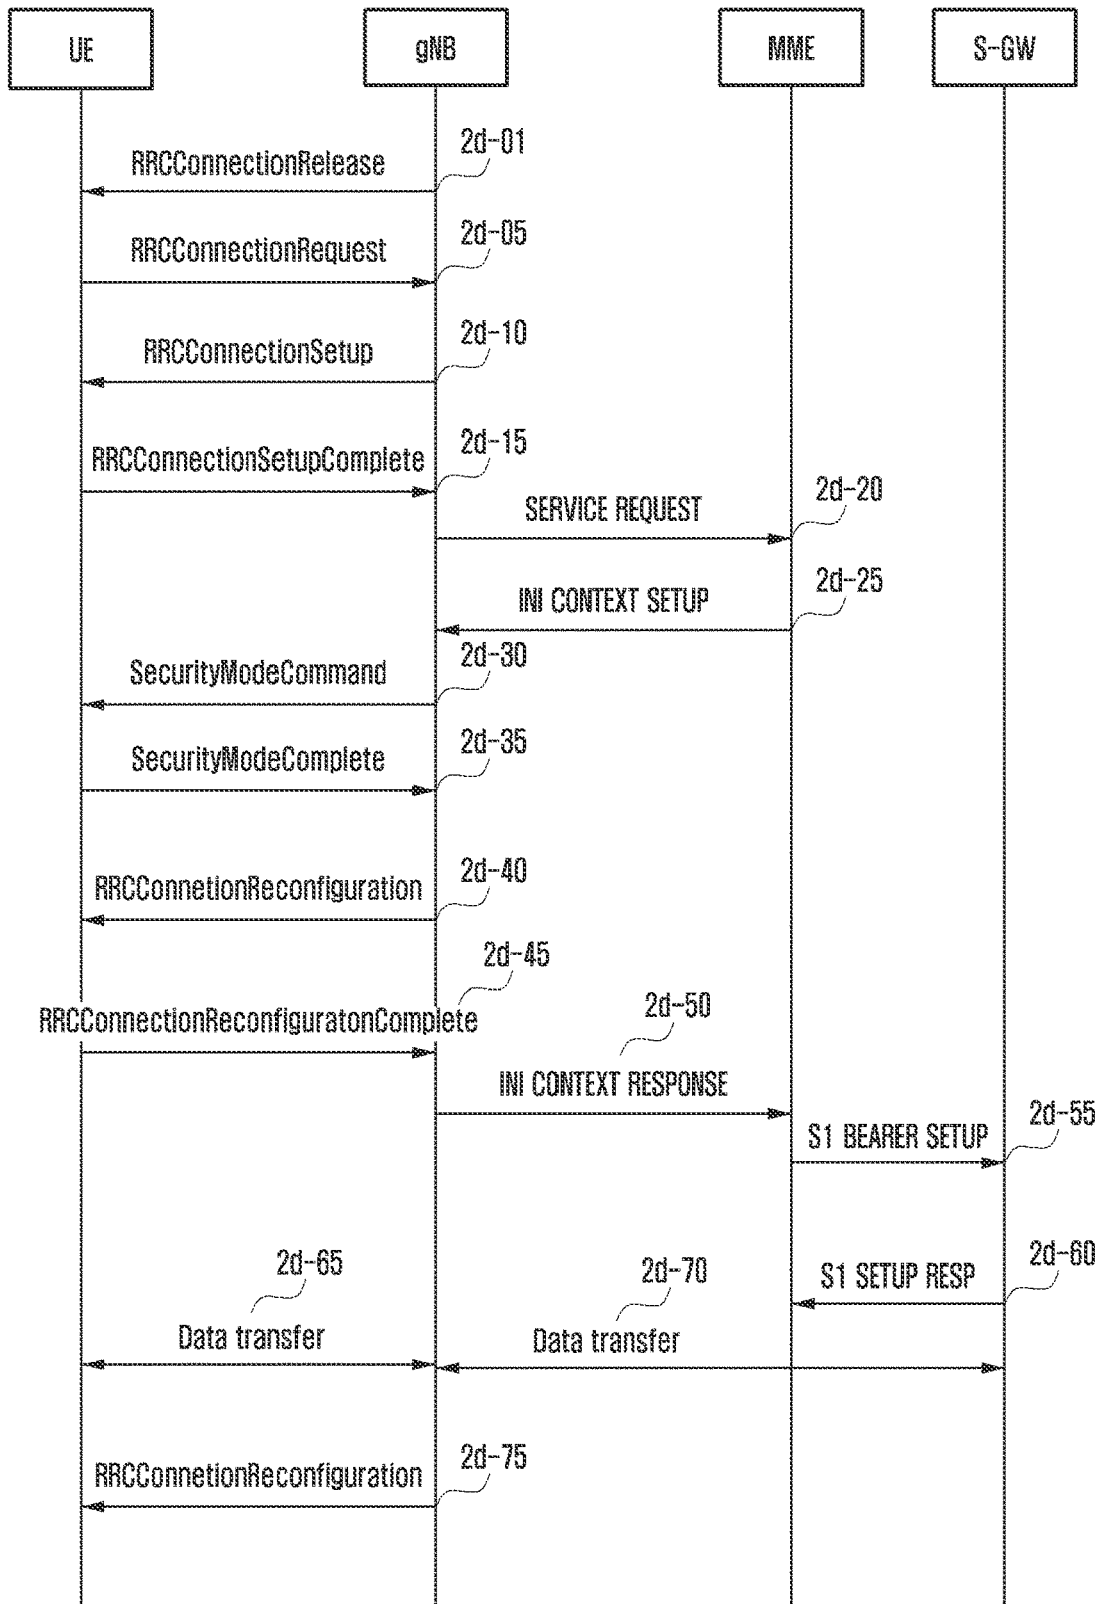 UE
gNB
MME
S-GW
2d-01
RRCConnectionRelease
2d-05
RRCConnectionRequest
2d-10
RRCConnectionSetup
2d-15
RRCConnectionSetupComplete
2d-20
SERVICE REQUEST
2d-25
INI CONTEXT SETUP
2d-30
SecurityModeCommand
2d-35
SecurityModeComplete
2d-40
RRCConnetionReconfiguration
2d-45
RRCConnectionReconfiguratonComplete
2d-50
INI CONTEXT RESPONSE
2d-55
S1 BEARER SETUP
2d-60
S1 SETUP RESP
2d-65
Data transfer
2d-70
Data transfer
2d-75
RRCConnetionReconfiguration